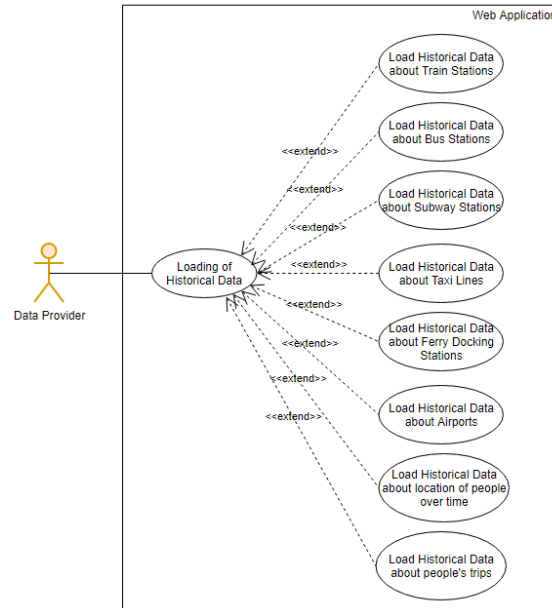 Web Application
Load Historical Data
about Train Stations
<<extend>>
Load Historical Data
about Bus Stations
<<extend>>
Load Historical Data
about Subway Stations
<<extend>>
Loading of
Historical Data
Data Provider
<<extend>>
Load Historical Data
about Taxi Lines
<<extend>>
Load Historical Data
about Ferry Docking
Stations
<<extend>>
Load Historical Data
about Airports
<<extend>>
Load Historical Data
about location of people
over time
<<extend>>
Load Historical Data
about people's trips